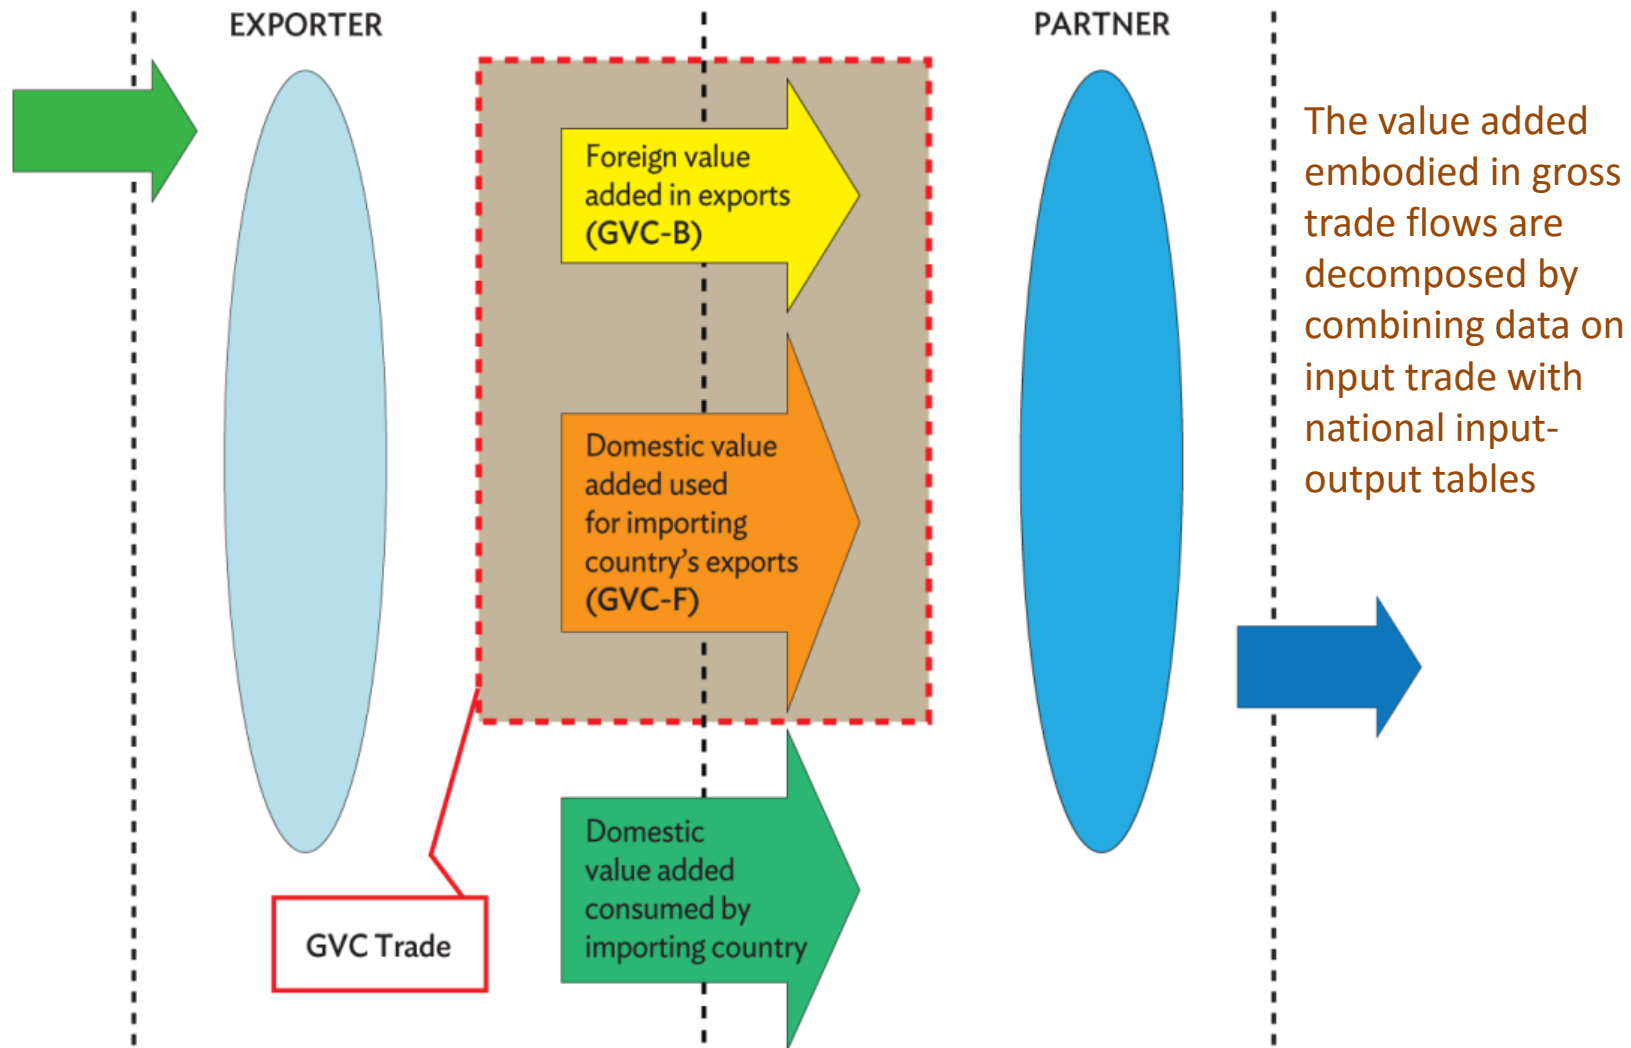 EXPORTER
PARTNER
Foreign value
added in exports
(GVC-B)
Domestic value
added used
for importing
country’s exports
(GVC-F)
Domestic
value added
consumed by
importing country
GVC Trade
The value added
embodied in gross
trade flows are
decomposed by
combining data on
input trade with
national input-
output tables